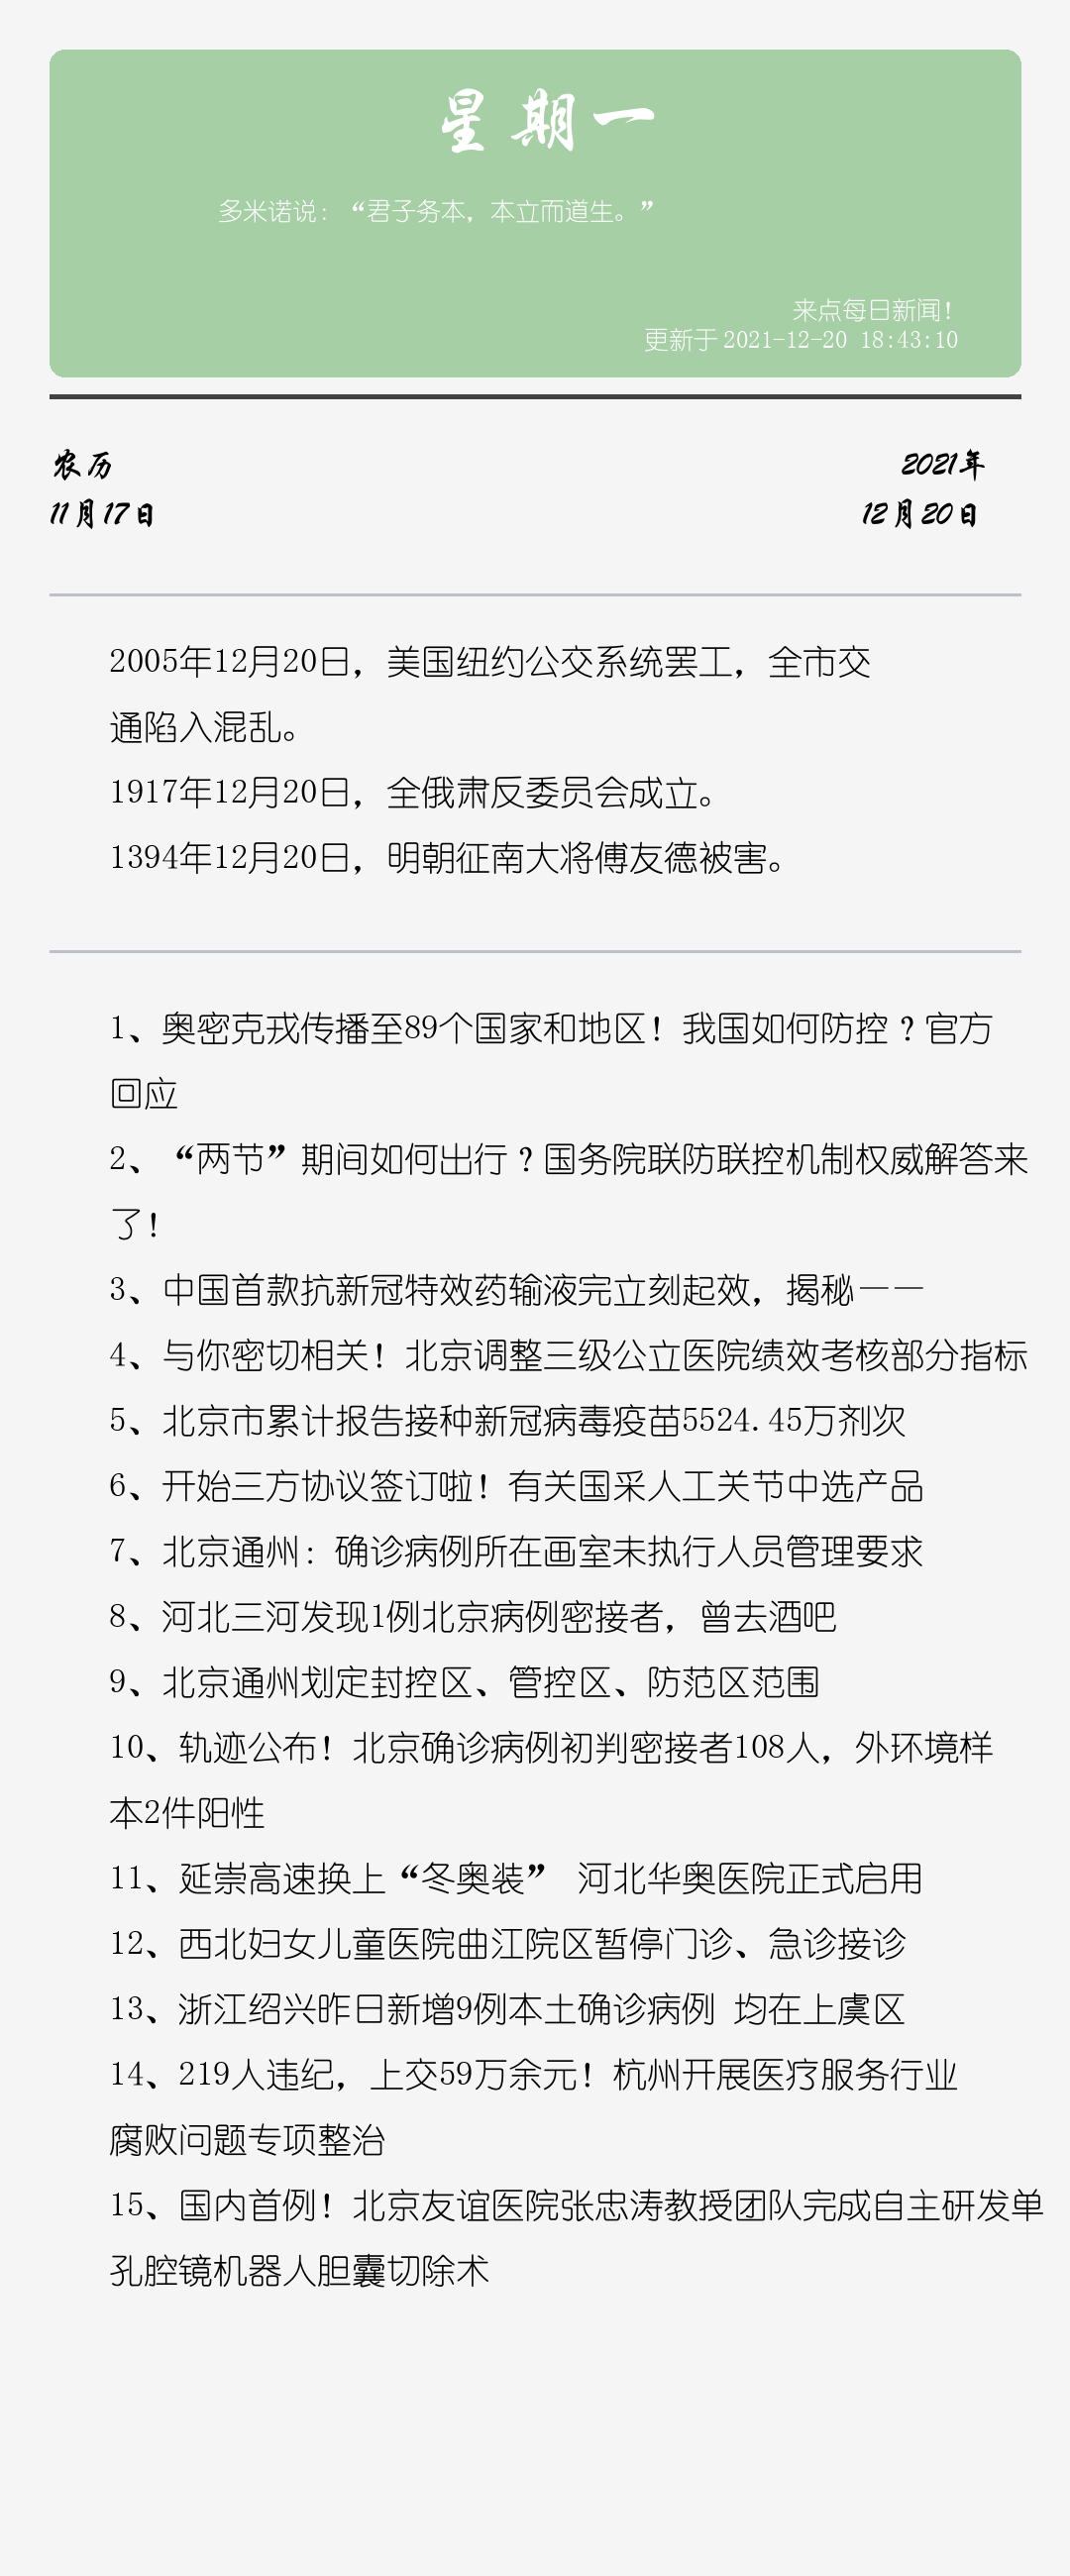 星期一
多米诺说：“君子务本，本立而道生。”
来点每日新闻！
更新于2021-12-20 18:43:10
农历
11月17日
2021年
12月20日
2005年12月20日，美国纽约公交系统罢工，全市交
通陷入混乱。
1917年12月20日，全俄肃反委员会成立。
1394年12月20日，明朝征南大将傅友德被害。
1、奥密克戎传播至89个国家和地区！我国如何防控？官方
回应
2、“两节”期间如何出行？国务院联防联控机制权威解答来
了！
3、中国首款抗新冠特效药输液完立刻起效，揭秘——
4、与你密切相关！北京调整三级公立医院绩效考核部分指标
5、北京市累计报告接种新冠病毒疫苗5524.45万剂次
6、开始三方协议签订啦！有关国采人工关节中选产品
7、北京通州：确诊病例所在画室未执行人员管理要求
8、河北三河发现1例北京病例密接者，曾去酒吧
9、北京通州划定封控区、管控区、防范区范围
10、轨迹公布！北京确诊病例初判密接者108人，外环境样
本2件阳性
11、延崇高速换上“冬奥装” 河北华奥医院正式启用
12、西北妇女儿童医院曲江院区暂停门诊、急诊接诊
13、浙江绍兴昨日新增9例本土确诊病例 均在上虞区
14、219人违纪，上交59万余元！杭州开展医疗服务行业
腐败问题专项整治
15、国内首例！北京友谊医院张忠涛教授团队完成自主研发单
孔腔镜机器人胆囊切除术